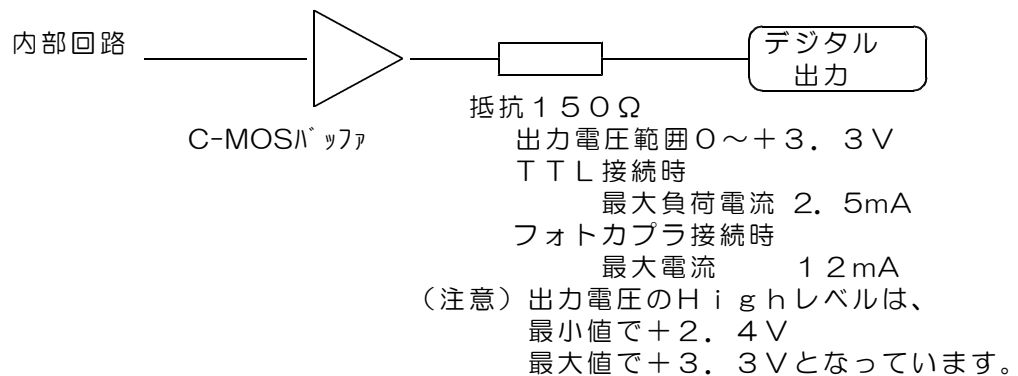 内部回路
デジタル
出力
抵抗１５０Ω
C-MOSﾊﾞｯﾌｧ
出力電圧範囲０～＋３．３Ｖ
ＴＴＬ接続時
最大負荷電流 ２．５mA
フォトカプラ接続時
最大電流　　１２mA
（注意）出力電圧のＨｉｇｈレベルは、
最小値で＋２．４Ｖ
最大値で＋３．３Ｖとなっています。